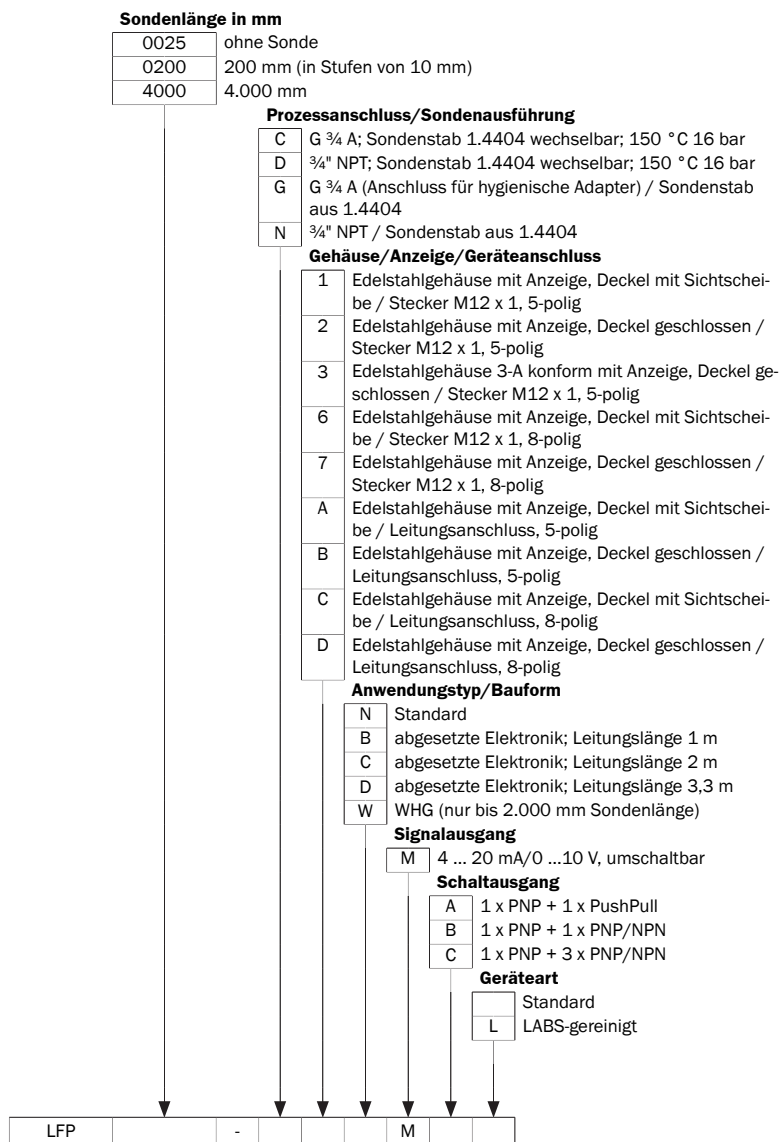 Sondenlänge in mm
0025 ohne Sonde
0200 200 mm (in Stufen von 10 mm)
4000 4.000 mm
Prozessanschluss/Sondenausführung
C G ¾ A; Sondenstab 1.4404 wechselbar; 150 °C 16 bar
D ¾" NPT; Sondenstab 1.4404 wechselbar; 150 °C 16 bar
G G ¾ A (Anschluss für hygienische Adapter) / Sondenstab
aus 1.4404
N ¾" NPT / Sondenstab aus 1.4404
Gehäuse/Anzeige/Geräteanschluss
1 Edelstahlgehäuse mit Anzeige, Deckel mit Sichtschei-
be / Stecker M12 x 1, 5-polig
2 Edelstahlgehäuse mit Anzeige, Deckel geschlossen /
Stecker M12 x 1, 5-polig
3 Edelstahlgehäuse 3-A konform mit Anzeige, Deckel ge-
schlossen / Stecker M12 x 1, 5-polig
6 Edelstahlgehäuse mit Anzeige, Deckel mit Sichtschei-
be / Stecker M12 x 1, 8-polig
7 Edelstahlgehäuse mit Anzeige, Deckel geschlossen /
Stecker M12 x 1, 8-polig
A Edelstahlgehäuse mit Anzeige, Deckel mit Sichtschei-
be / Leitungsanschluss, 5-polig
B Edelstahlgehäuse mit Anzeige, Deckel geschlossen /
Leitungsanschluss, 5-polig
C Edelstahlgehäuse mit Anzeige, Deckel mit Sichtschei-
be / Leitungsanschluss, 8-polig
D Edelstahlgehäuse mit Anzeige, Deckel geschlossen /
Leitungsanschluss, 8-polig
Anwendungstyp/Bauform
N Standard
B abgesetzte Elektronik; Leitungslänge 1 m
C abgesetzte Elektronik; Leitungslänge 2 m
D abgesetzte Elektronik; Leitungslänge 3,3 m
W WHG (nur bis 2.000 mm Sondenlänge)
Signalausgang
M 4 ... 20 mA/0 ...10 V, umschaltbar
Schaltausgang
A 1 x PNP + 1 x PushPull
B 1 x PNP + 1 x PNP/NPN
C 1 x PNP + 3 x PNP/NPN
Geräteart
Standard
L LABS-gereinigt
LFP - M